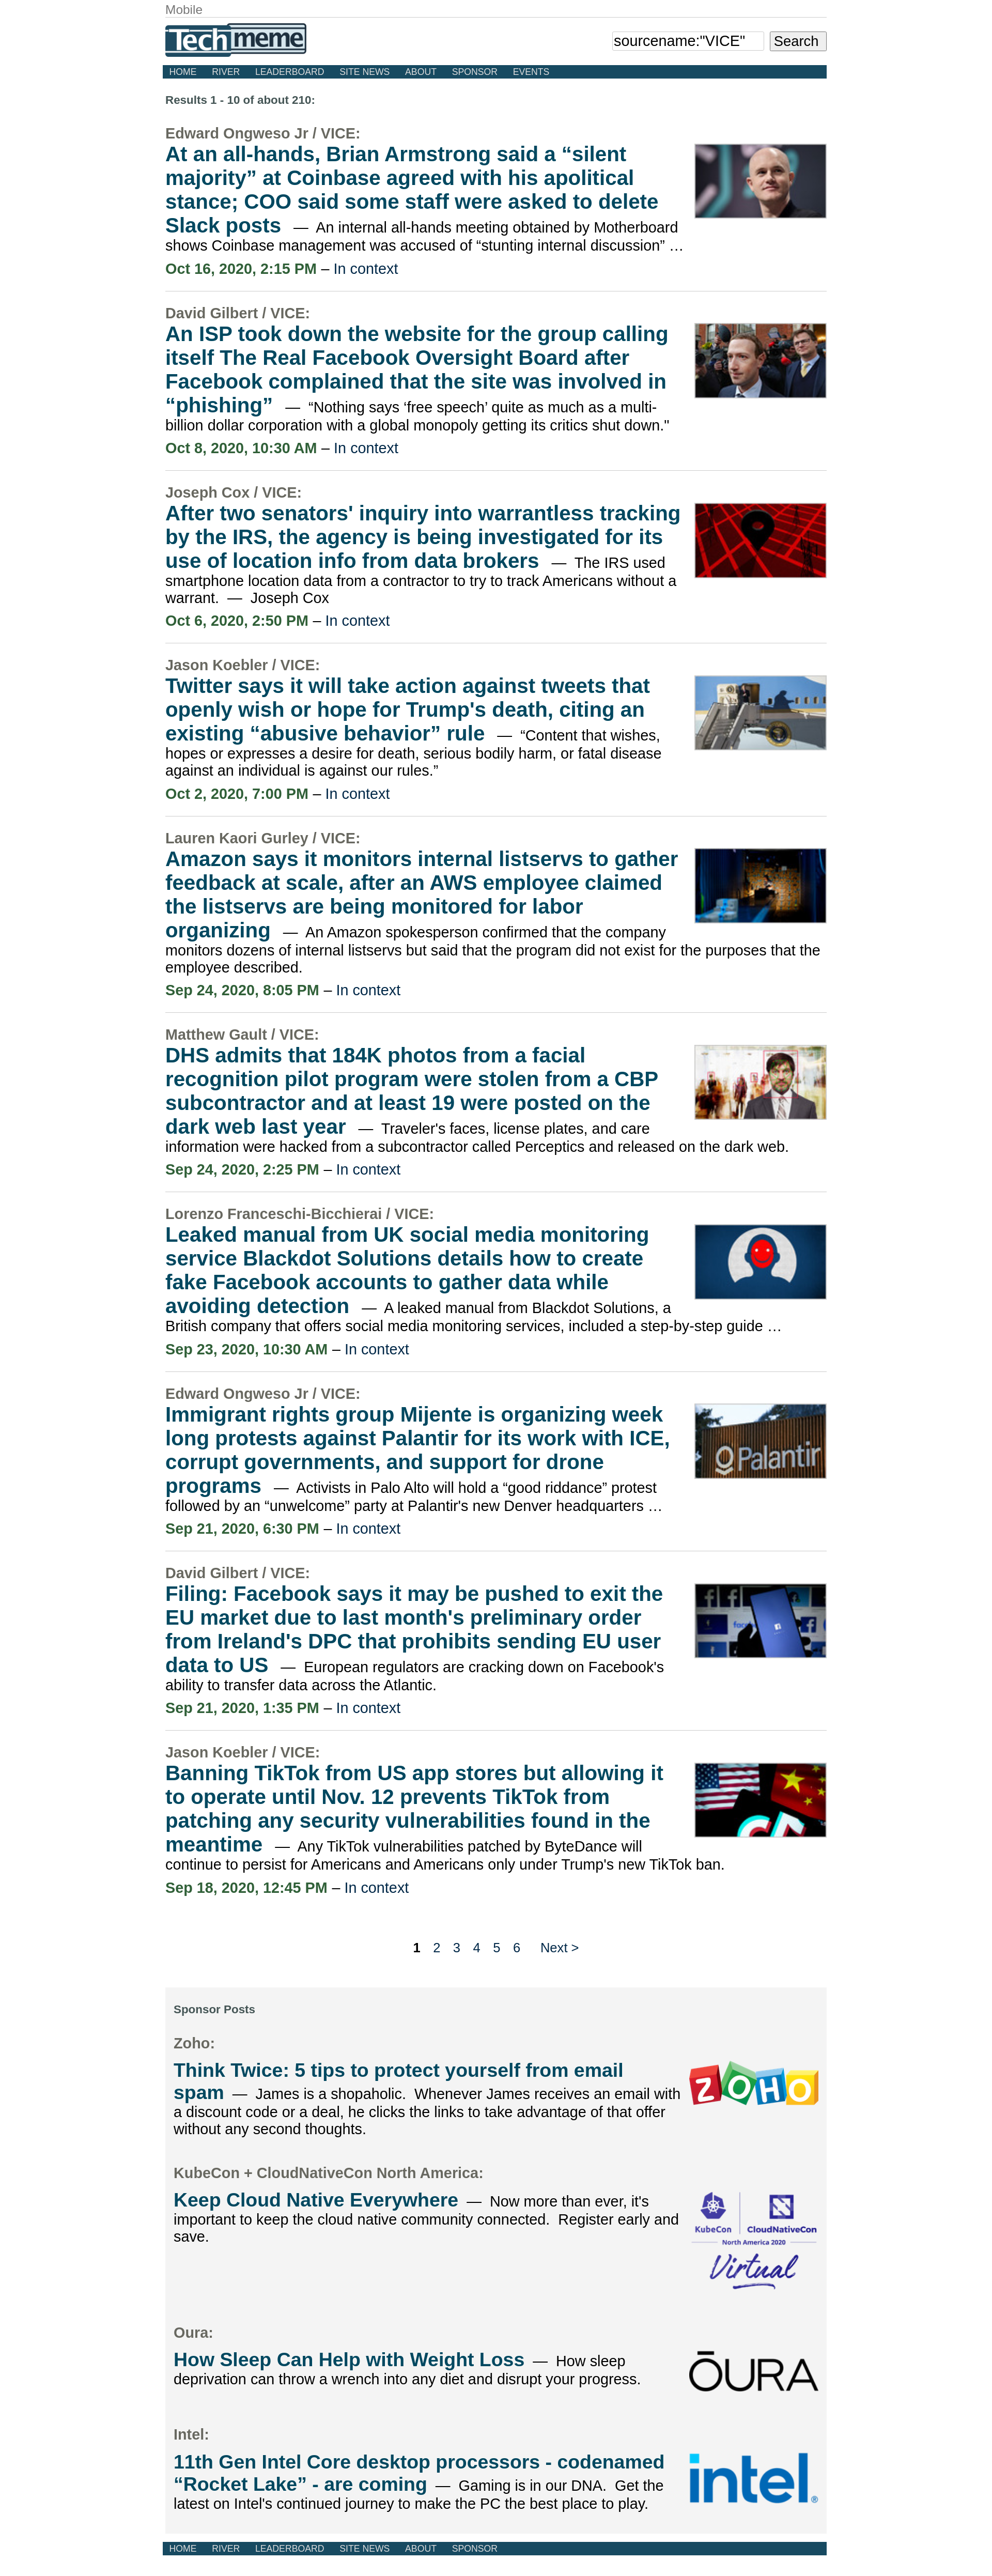 Mobile
Techmeme
sourcename:"VICE"
Search
HOME RIVER LEADERBOARD SITE NEWS ABOUT SPONSOR EVENTS
Results 1 - 10 of about 210:
Edward Ongweso Jr / VICE:
At an all-hands, Brian Armstrong said a “silent
majority” at Coinbase agreed with his apolitical
stance; COO said some staff were asked to delete
Slack posts — An internal all-hands meeting obtained by Motherboard
shows Coinbase management was accused of “stunting internal discussion” …
Oct 16, 2020, 2:15 PM – In context
David Gilbert / VICE:
An ISP took down the website for the group calling
itself The Real Facebook Oversight Board after
Facebook complained that the site was involved in
“phishing” — “Nothing says ‘free speech’ quite as much as a multi-
billion dollar corporation with a global monopoly getting its critics shut down."
Oct 8, 2020, 10:30 AM – In context
Joseph Cox / VICE:
After two senators' inquiry into warrantless tracking
by the IRS, the agency is being investigated for its
use of location info from data brokers — The IRS used
smartphone location data from a contractor to try to track Americans without a
warrant. — Joseph Cox
Oct 6, 2020, 2:50 PM – In context
Jason Koebler / VICE:
Twitter says it will take action against tweets that
openly wish or hope for Trump's death, citing an
existing “abusive behavior” rule — “Content that wishes,
hopes or expresses a desire for death, serious bodily harm, or fatal disease
against an individual is against our rules.”
Oct 2, 2020, 7:00 PM – In context
Lauren Kaori Gurley / VICE:
Amazon says it monitors internal listservs to gather
feedback at scale, after an AWS employee claimed
the listservs are being monitored for labor
organizing — An Amazon spokesperson confirmed that the company
monitors dozens of internal listservs but said that the program did not exist for the purposes that the
employee described.
Sep 24, 2020, 8:05 PM – In context
Matthew Gault / VICE:
DHS admits that 184K photos from a facial
recognition pilot program were stolen from a CBP
subcontractor and at least 19 were posted on the
dark web last year — Traveler's faces, license plates, and care
information were hacked from a subcontractor called Perceptics and released on the dark web.
Sep 24, 2020, 2:25 PM – In context
Lorenzo Franceschi-Bicchierai / VICE:
Leaked manual from UK social media monitoring
service Blackdot Solutions details how to create
fake Facebook accounts to gather data while
avoiding detection — A leaked manual from Blackdot Solutions, a
British company that offers social media monitoring services, included a step-by-step guide …
Sep 23, 2020, 10:30 AM – In context
Edward Ongweso Jr / VICE:
Immigrant rights group Mijente is organizing week
long protests against Palantir for its work with ICE,
corrupt governments, and support for drone
programs — Activists in Palo Alto will hold a “good riddance” protest
followed by an “unwelcome” party at Palantir's new Denver headquarters …
Palantir
Sep 21, 2020, 6:30 PM – In context
David Gilbert / VICE:
Filing: Facebook says it may be pushed to exit the
EU market due to last month's preliminary order
from Ireland's DPC that prohibits sending EU user
data to US — European regulators are cracking down on Facebook's
ability to transfer data across the Atlantic.
Sep 21, 2020, 1:35 PM – In context
Jason Koebler / VICE:
Banning TikTok from US app stores but allowing it
to operate until Nov. 12 prevents TikTok from
patching any security vulnerabilities found in the
meantime — Any TikTok vulnerabilities patched by ByteDance will
continue to persist for Americans and Americans only under Trump's new TikTok ban.
Sep 18, 2020, 12:45 PM – In context
1 2 3 4 5 6 Next >
Sponsor Posts
Zoho:
Think Twice: 5 tips to protect yourself from email
spam — James is a shopaholic. Whenever James receives an email with
a discount code or a deal, he clicks the links to take advantage of that offer
without any second thoughts.
ZOHO
KubeCon + CloudNativeCon North America:
Keep Cloud Native Everywhere — Now more than ever, it's
important to keep the cloud native community connected. Register early and
save.
KubeCon CloudNativeCon
North America 2020
Virtual
Oura:
How Sleep Can Help with Weight Loss — How sleep
deprivation can throw a wrench into any diet and disrupt your progress.
ŌURA
Intel:
11th Gen Intel Core desktop processors - codenamed
“Rocket Lake” - are coming — Gaming is in our DNA. Get the
latest on Intel's continued journey to make the PC the best place to play.
intel®
HOME RIVER LEADERBOARD SITE NEWS ABOUT SPONSOR